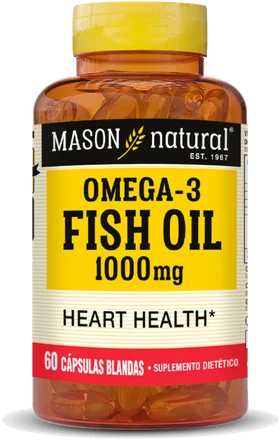 MASON natural®
EST. 1967
OMEGA-3
FISH OIL
1000mg
HEART HEALTH*
60 CÁPSULAS BLANDAS • SUPLEMENTO DIETÉTICO